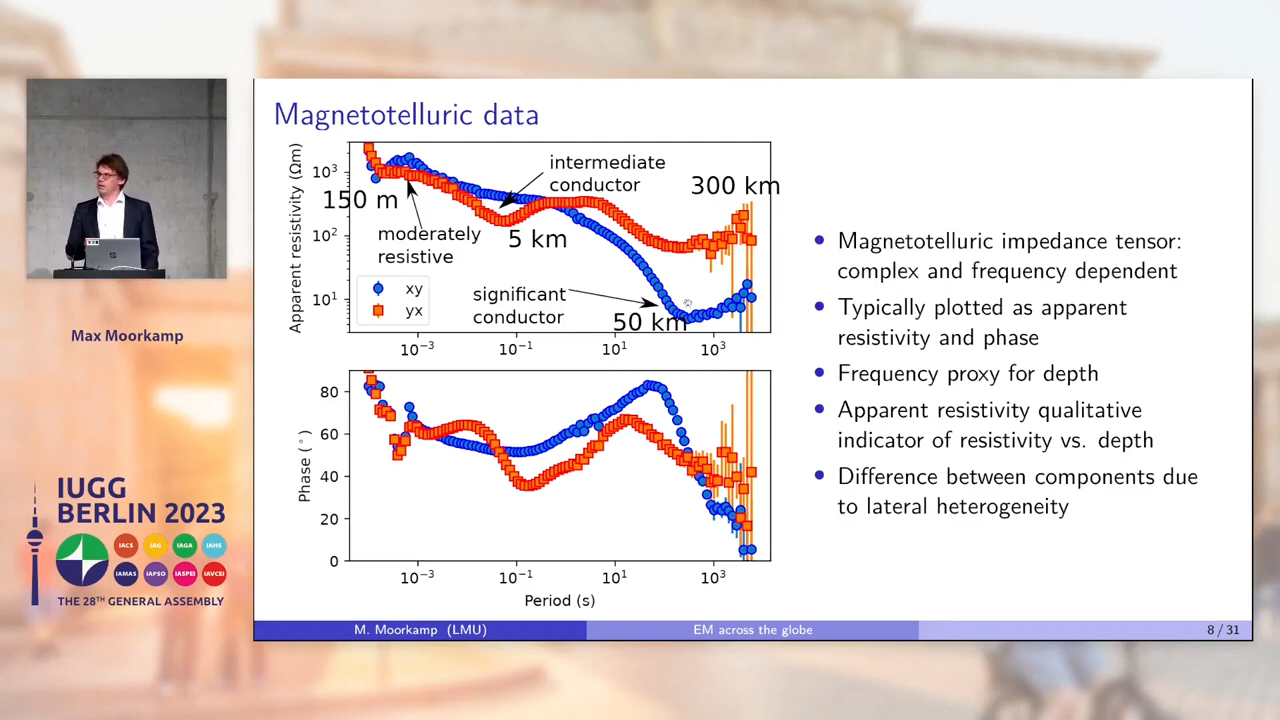 Magnetotelluric data
Apparent resistivity (Ωm)
10³
10²
10¹
150 m
moderately
resistive
intermediate
conductor
5 km
300 km
significant
conductor
50 km
xy
yx
10⁻³
10⁻¹
10¹
10³
Phase (°)
80
60
40
20
0
10⁻³
10⁻¹
10¹
10³
Period (s)
Magnetotelluric impedance tensor:
complex and frequency dependent
Typically plotted as apparent
resistivity and phase
Frequency proxy for depth
Apparent resistivity qualitative
indicator of resistivity vs. depth
Difference between components due
to lateral heterogeneity
M. Moorkamp (LMU)
EM across the globe
8 / 31
Max Moorkamp
IUGG
BERLIN 2023
IACS
IAG
IAGA
IAHS
IAMAS
IAPSO
IASPEI
IAVCEI
THE 28TH GENERAL ASSEMBLY